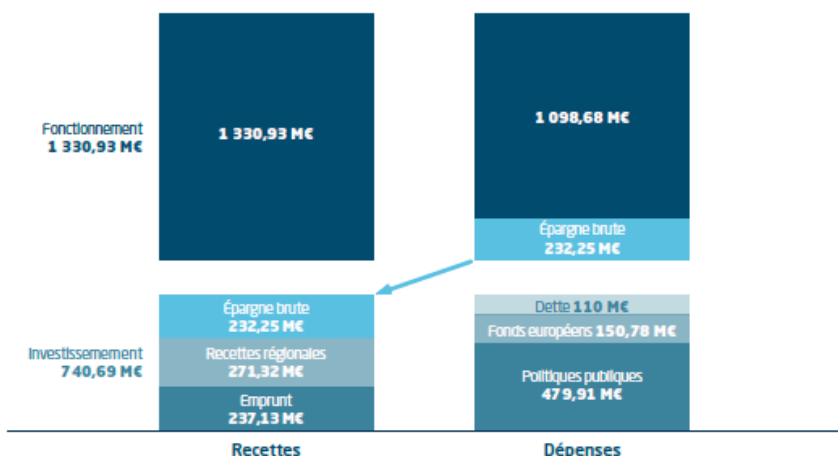 Fonctionnement
1 330,93 M€
1 330,93 M€
1 098,68 M€
Épargne brute
232,25 M€
Investissemement
740,69 M€
Épargne brute
232,25 M€
Recettes régionales
271,32 M€
Emprunt
237,13 M€
Dette 110 M€
Fonds européens 150,78 M€
Politiques publiques
479,91 M€
Recettes
Dépenses